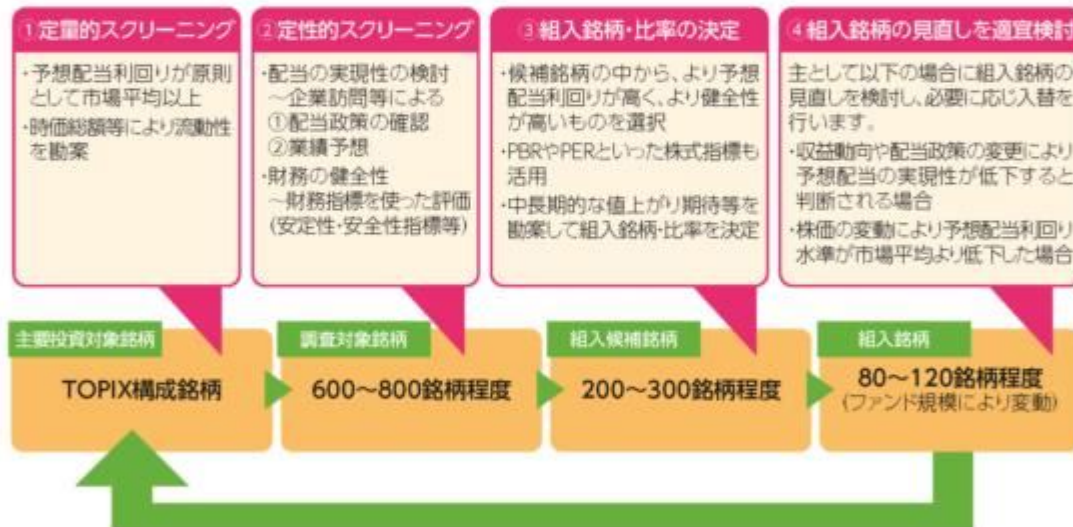 ①定量的スクリーニング
・予想配当利回りが原則
として市場平均以上
・時価総額等により流動性
を勘案
②定性的スクリーニング
・配当の実現性の検討
～企業訪問等による
①配当政策の確認
②業績予想
・財務の健全性
～財務指標を使った評価
(安定性・安全性指標等)
③組入銘柄・比率の決定
・候補銘柄の中から、より予想
配当利回りが高く、より健全性
が高いものを選択
・PBRやPERといった株式指標も
活用
・中長期的な値上がり期待等を
勘案して組入銘柄・比率を決定
④組入銘柄の見直しを適宜検討
主として以下の場合に組入銘柄の
見直しを検討し、必要に応じ入替を
行います。
・収益動向や配当政策の変更により
予想配当の実現性が低下すると
判断される場合
・株価の変動により予想配当利回り
水準が市場平均より低下した場合
主要投資対象銘柄
TOPIX構成銘柄
調査対象銘柄
600～800銘柄程度
組入候補銘柄
200～300銘柄程度
組入銘柄
80～120銘柄程度
(ファンド規模により変動)